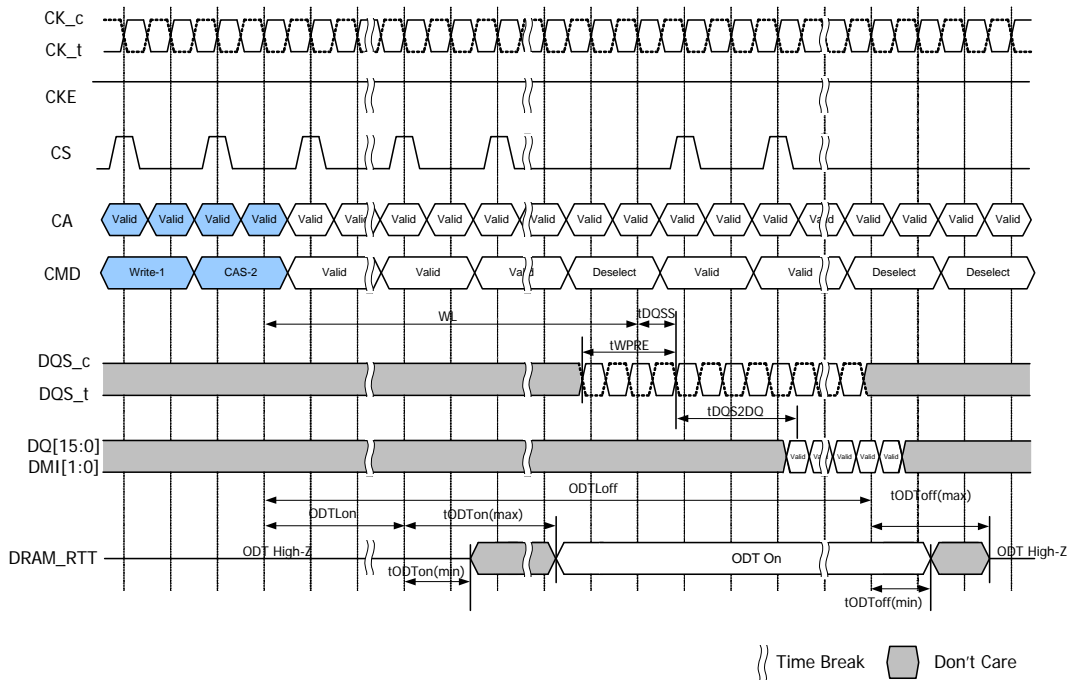 CK_c
CK_t
CKE
CS
CA Valid Valid Valid Valid Valid Valid Valid Valid Valid Valid Valid Valid Valid Valid Valid Valid Valid Valid Valid Valid
CMD Write-1 CAS-2 Valid Valid Valid Deselect Valid Valid Deselect Deselect
WL tDQSS
tWPRE
DQS_c
DQS_t
tDQS2DQ
DQ[15:0]
DMI[1:0]
Valid Valid Valid Valid Valid
ODTLoff
tODToff(max)
ODTLon tODTon(max)
DRAM_RTT ODT High-Z ODT On ODT High-Z
tODTon(min)
tODToff(min)
Time Break Don't Care